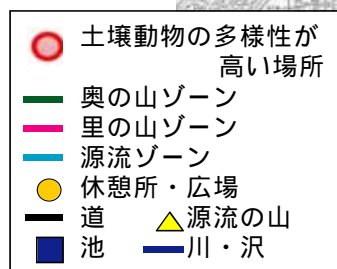 土壌動物の多様性が
高い場所
奥の山ゾーン
里の山ゾーン
源流ゾーン
休憩所・広場
道 源流の山
池 川・沢